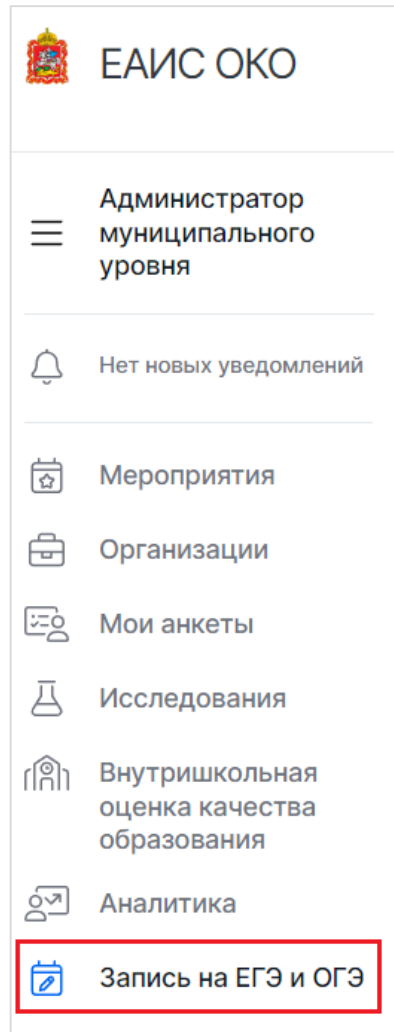 ЕАИС ОКО
Администратор
муниципального
уровня
Нет новых уведомлений
Мероприятия
Организации
Мои анкеты
Исследования
Внутришкольная
оценка качества
образования
Аналитика
Запись на ЕГЭ и ОГЭ